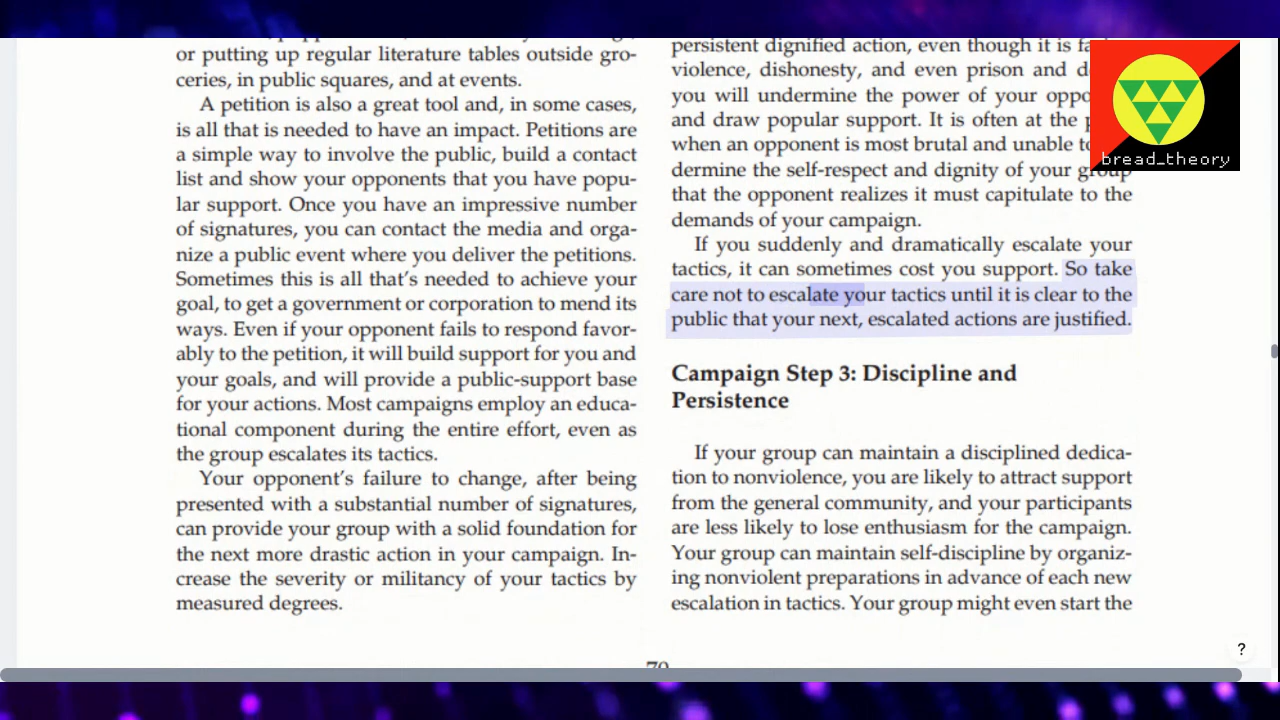 or putting up regular literature tables outside gro-
ceries, in public squares, and at events.
A petition is also a great tool and, in some cases,
is all that is needed to have an impact. Petitions are
a simple way to involve the public, build a contact
list and show your opponents that you have popu-
lar support. Once you have an impressive number
of signatures, you can contact the media and orga-
nize a public event where you deliver the petitions.
Sometimes this is all that's needed to achieve your
goal, to get a government or corporation to mend its
ways. Even if your opponent fails to respond favor-
ably to the petition, it will build support for you and
your goals, and will provide a public-support base
for your actions. Most campaigns employ an educa-
tional component during the entire effort, even as
the group escalates its tactics.
Your opponent's failure to change, after being
presented with a substantial number of signatures,
can provide your group with a solid foundation for
the next more drastic action in your campaign. In-
crease the severity or militancy of your tactics by
measured degrees.
persistent dignified action, even though it is
violence, dishonesty, and even prison and
you will undermine the power of your
and draw popular support. It is often at the
when an opponent is most brutal and unable
dermine the self-respect and dignity of your group
that the opponent realizes it must capitulate to the
demands of your campaign.
If you suddenly and dramatically escalate your
tactics, it can sometimes cost you support. So take
care not to escalate your tactics until it is clear to the
public that your next, escalated actions are justified.
Campaign Step 3: Discipline and
Persistence
If your group can maintain a disciplined dedica-
tion to nonviolence, you are likely to attract support
from the general community, and your participants
are less likely to lose enthusiasm for the campaign.
Your group can maintain self-discipline by organiz-
ing nonviolent preparations in advance of each new
escalation in tactics. Your group might even start the
bread_theory
?